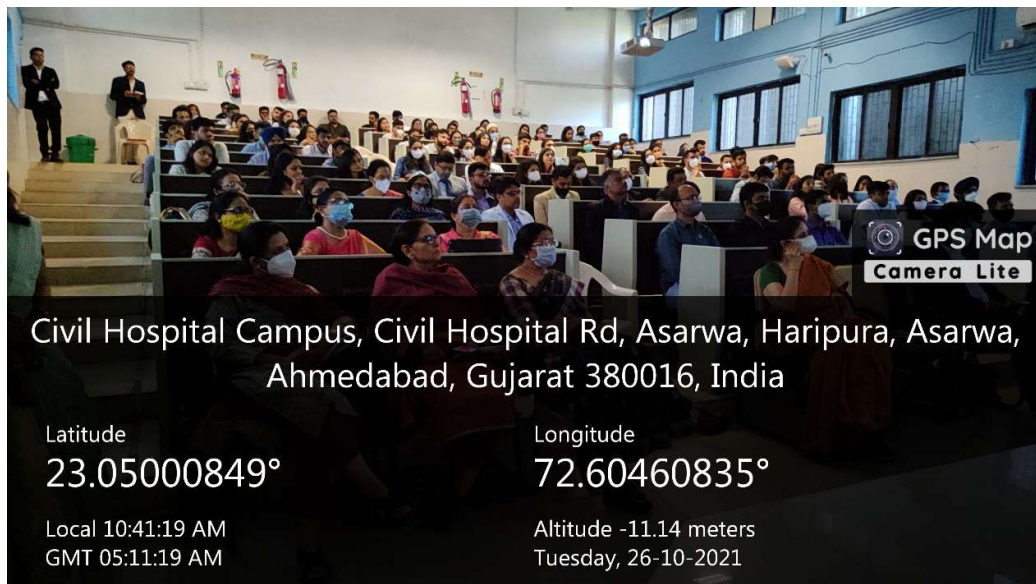 GPS Map
Camera Lite
Civil Hospital Campus, Civil Hospital Rd, Asarwa, Haripura, Asarwa,
Ahmedabad, Gujarat 380016, India
Latitude
23.05000849°
Longitude
72.60460835°
Local 10:41:19 AM
GMT 05:11:19 AM
Altitude -11.14 meters
Tuesday, 26-10-2021